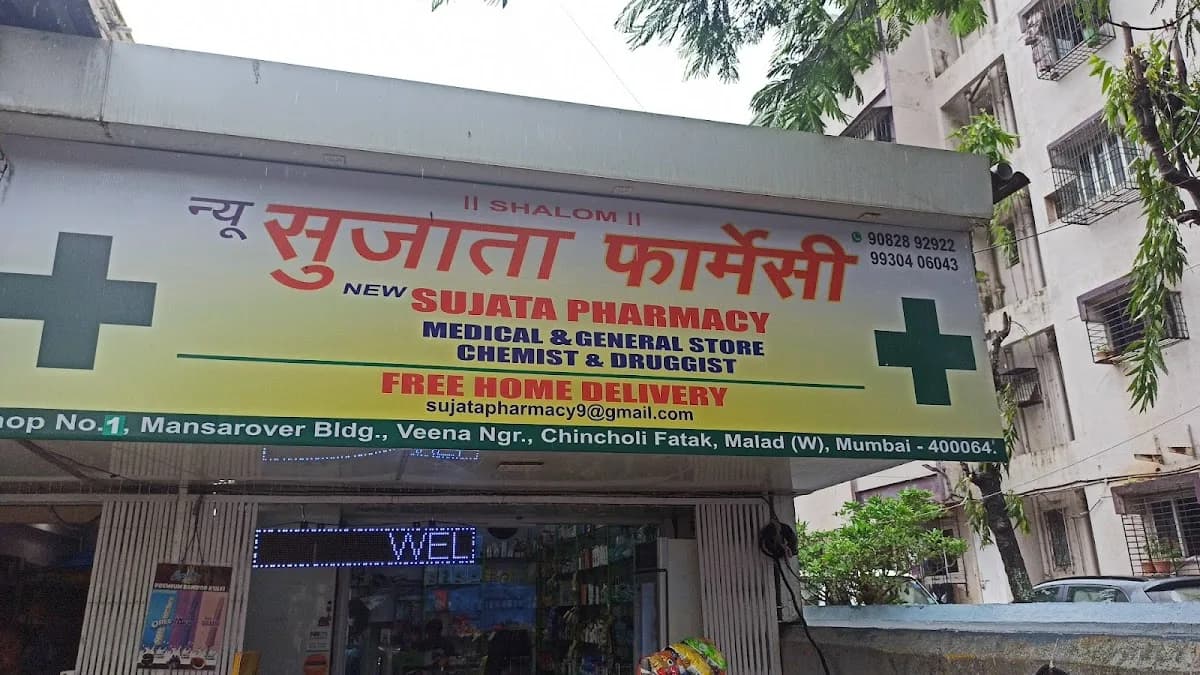 || SHALOM ||
न्यू सुजाता फार्मेसी
90828 92922
99304 06043
NEW SUJATA PHARMACY
MEDICAL & GENERAL STORE
CHEMIST & DRUGGIST
FREE HOME DELIVERY
sujatapharmacy9@gmail.com
hop No.1, Mansarover Bldg., Veena Ngr., Chincholi Fatak, Malad (W), Mumbai - 400064.
WEL